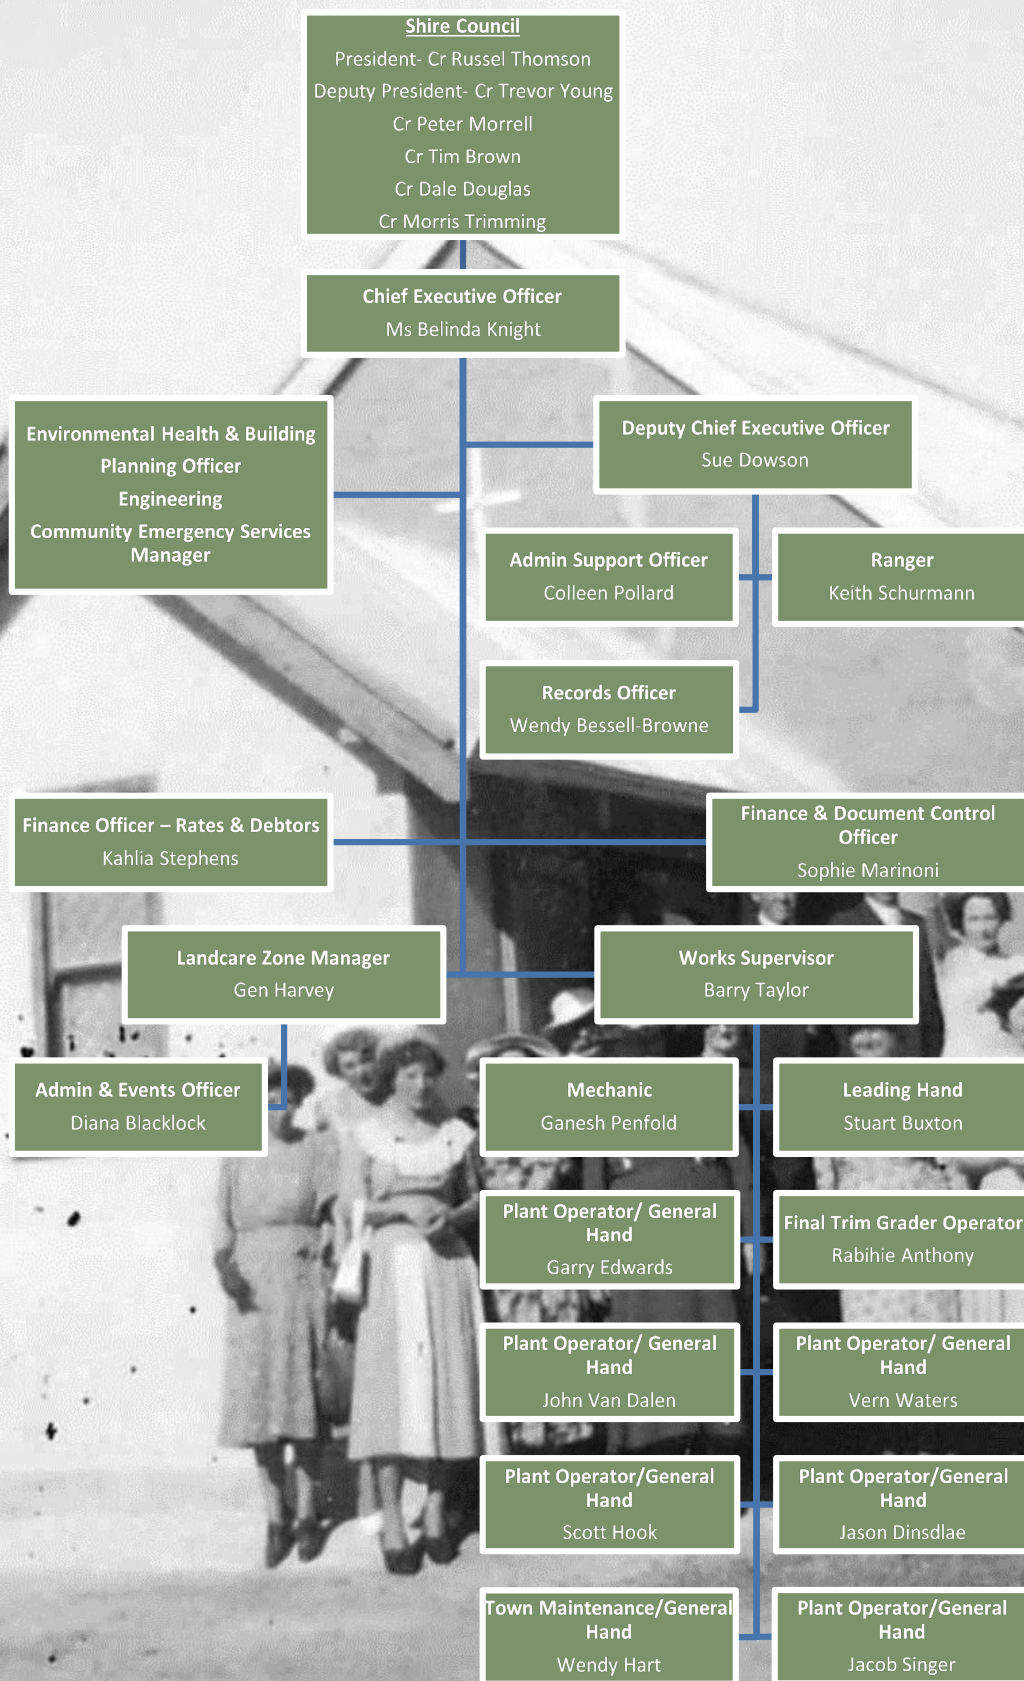 Shire Council
President- Cr Russel Thomson
Deputy President- Cr Trevor Young
Cr Peter Morrell
Cr Tim Brown
Cr Dale Douglas
Cr Morris Trimming
Chief Executive Officer
Ms Belinda Knight
Environmental Health & Building
Planning Officer
Engineering
Community Emergency Services
Manager
Deputy Chief Executive Officer
Sue Dowson
Admin Support Officer
Colleen Pollard
Ranger
Keith Schurmann
Records Officer
Wendy Bessell-Browne
Finance Officer – Rates & Debtors
Kahlia Stephens
Finance & Document Control
Officer
Sophie Marinoni
Landcare Zone Manager
Gen Harvey
Works Supervisor
Barry Taylor
Admin & Events Officer
Diana Blacklock
Mechanic
Ganesh Penfold
Leading Hand
Stuart Buxton
Plant Operator/ General
Hand
Garry Edwards
Final Trim Grader Operator
Rabihie Anthony
Plant Operator/ General
Hand
John Van Dalen
Plant Operator/ General
Hand
Vern Waters
Plant Operator/General
Hand
Scott Hook
Plant Operator/General
Hand
Jason Dinsdlae
Town Maintenance/General
Hand
Wendy Hart
Plant Operator/General
Hand
Jacob Singer